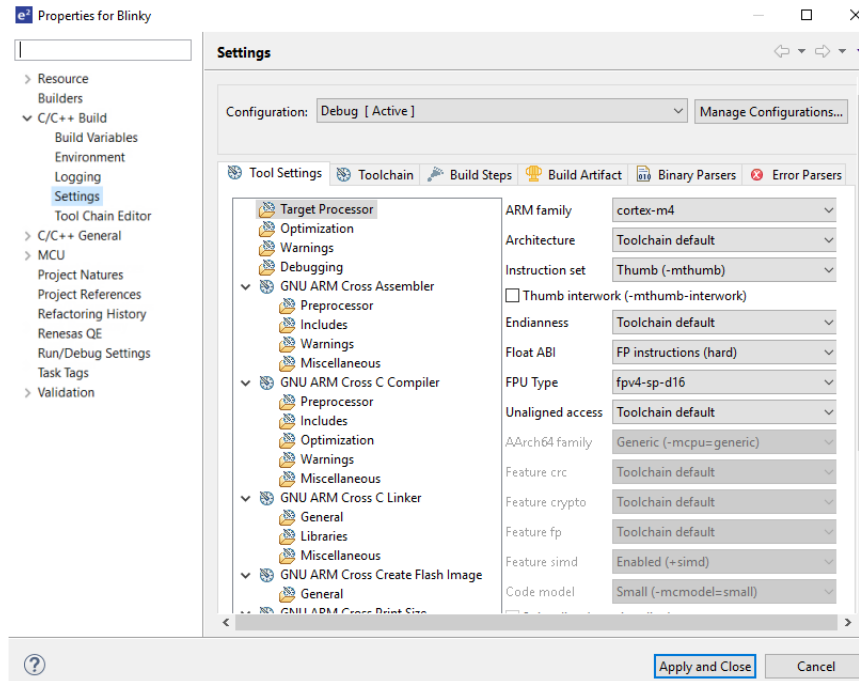 e² Properties for Blinky
Settings
Resource
Builders
C/C++ Build
Build Variables
Environment
Logging
Settings
Tool Chain Editor
C/C++ General
MCU
Project Natures
Project References
Refactoring History
Renesas QE
Run/Debug Settings
Task Tags
Validation
Configuration: Debug [ Active ] Manage Configurations...
Tool Settings Toolchain Build Steps Build Artifact Binary Parsers Error Parsers
Target Processor
Optimization
Warnings
Debugging
GNU ARM Cross Assembler
Preprocessor
Includes
Warnings
Miscellaneous
GNU ARM Cross C Compiler
Preprocessor
Includes
Optimization
Warnings
Miscellaneous
GNU ARM Cross C Linker
General
Libraries
Miscellaneous
GNU ARM Cross Create Flash Image
General
GNU ARM Cross Print Size
ARM family cortex-m4
Architecture Toolchain default
Instruction set Thumb (-mthumb)
Thumb interwork (-mthumb-interwork)
Endianness Toolchain default
Float ABI FP instructions (hard)
FPU Type fpv4-sp-d16
Unaligned access Toolchain default
AArch64 family Generic (-mcpu=generic)
Feature crc Toolchain default
Feature crypto Toolchain default
Feature fp Toolchain default
Feature simd Enabled (+simd)
Code model Small (-mcmodel=small)
Apply and Close Cancel